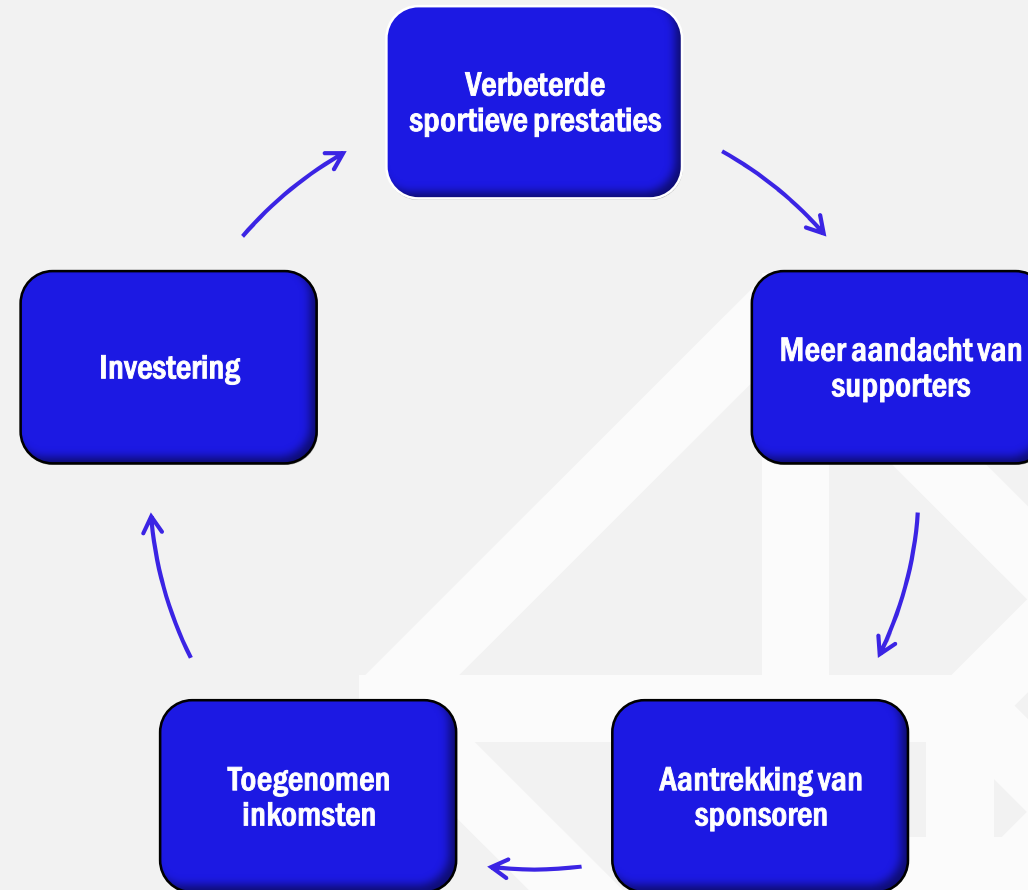 Verbeterde
sportieve prestaties
Meer aandacht van
supporters
Aantrekking van
sponsoren
Toegenomen
inkomsten
Investering